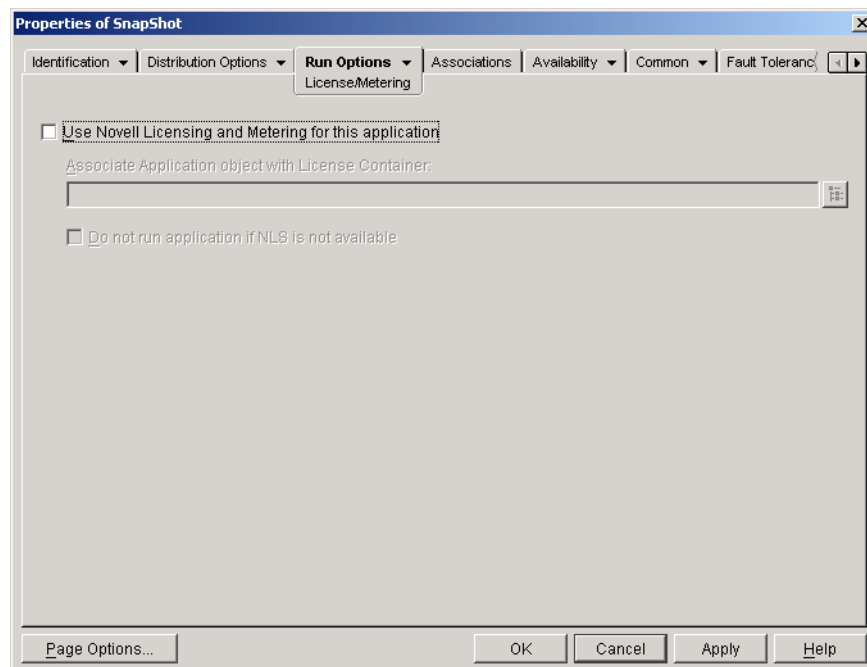 Properties of SnapShot
Identification
Distribution Options
Run Options
Associations
Availability
Common
Fault Toleranc
License/Metering
Use Novell Licensing and Metering for this application
Associate Application object with License Container:
Do not run application if NLS is not available
Page Options...
OK
Cancel
Apply
Help